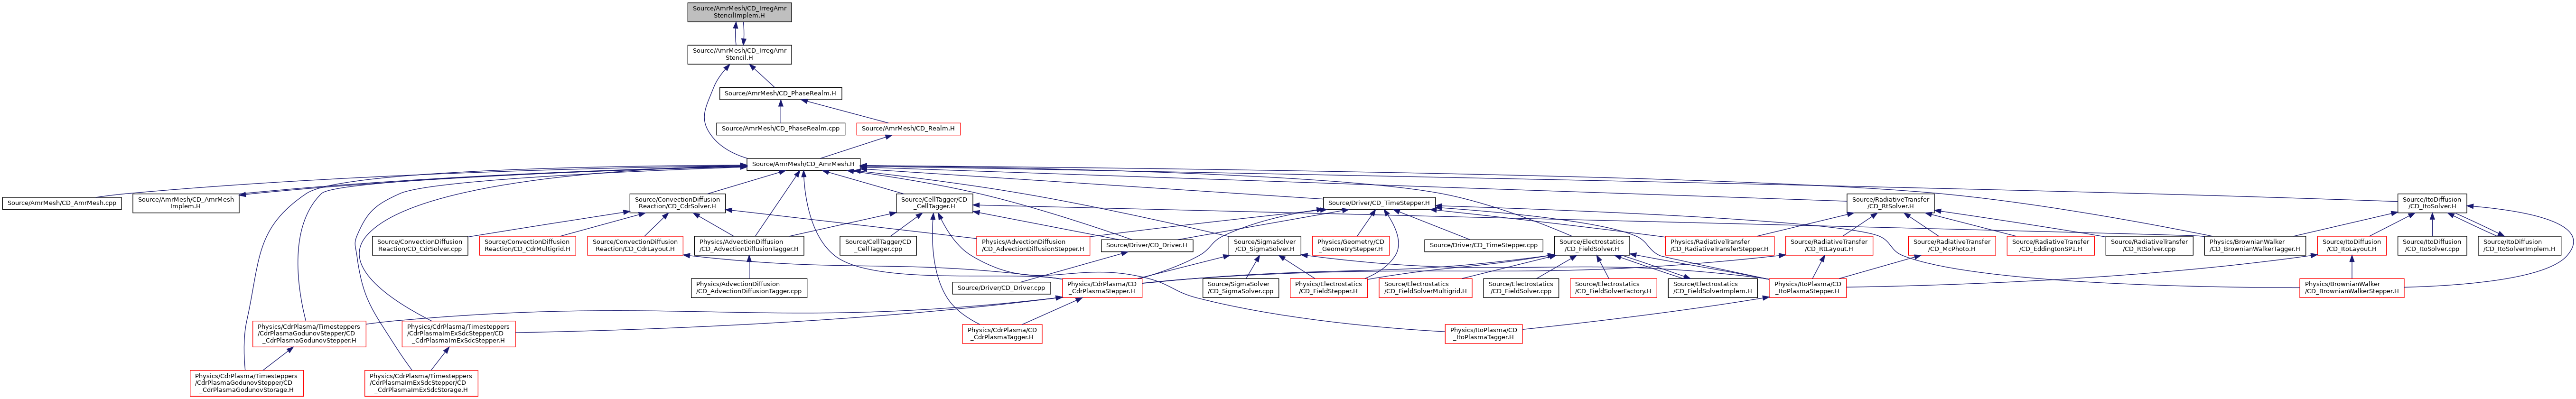 Source/AmrMesh/CD_IrregAmr
StencilImplem.H
Source/AmrMesh/CD_IrregAmr
Stencil.H
Source/AmrMesh/CD_PhaseRealm.H
Source/AmrMesh/CD_PhaseRealm.cpp
Source/AmrMesh/CD_Realm.H
Source/AmrMesh/CD_AmrMesh.H
Source/AmrMesh/CD_AmrMesh.cpp
Source/AmrMesh/CD_AmrMesh
Implem.H
Source/ConvectionDiffusion
Reaction/CD_CdrSolver.H
Source/CellTagger/CD
_CellTagger.H
Source/Driver/CD_TimeStepper.H
Source/RadiativeTransfer
/CD_RtSolver.H
Source/ItoDiffusion
/CD_ItoSolver.H
Source/ConvectionDiffusion
Reaction/CD_CdrSolver.cpp
Source/ConvectionDiffusion
Reaction/CD_CdrMultigrid.H
Source/ConvectionDiffusion
Reaction/CD_CdrLayout.H
Physics/AdvectionDiffusion
/CD_AdvectionDiffusionTagger.H
Source/CellTagger/CD
_CellTagger.cpp
Physics/AdvectionDiffusion
/CD_AdvectionDiffusionStepper.H
Source/Driver/CD_Driver.H
Source/SigmaSolver
/CD_SigmaSolver.H
Physics/Geometry/CD
_GeometryStepper.H
Source/Driver/CD_TimeStepper.cpp
Source/Electrostatics
/CD_FieldSolver.H
Physics/RadiativeTransfer
/CD_RadiativeTransferStepper.H
Source/RadiativeTransfer
/CD_RtLayout.H
Source/RadiativeTransfer
/CD_McPhoto.H
Source/RadiativeTransfer
/CD_EddingtonSP1.H
Source/RadiativeTransfer
/CD_RtSolver.cpp
Physics/BrownianWalker
/CD_BrownianWalkerTagger.H
Source/ItoDiffusion
/CD_ItoLayout.H
Source/ItoDiffusion
/CD_ItoSolver.cpp
Source/ItoDiffusion
/CD_ItoSolverImplem.H
Physics/AdvectionDiffusion
/CD_AdvectionDiffusionTagger.cpp
Source/Driver/CD_Driver.cpp
Physics/CdrPlasma/CD
_CdrPlasmaStepper.H
Source/SigmaSolver
/CD_SigmaSolver.cpp
Physics/Electrostatics
/CD_FieldStepper.H
Source/Electrostatics
/CD_FieldSolverMultigrid.H
Source/Electrostatics
/CD_FieldSolver.cpp
Source/Electrostatics
/CD_FieldSolverFactory.H
Source/Electrostatics
/CD_FieldSolverImplem.H
Physics/ItoPlasma/CD
_ItoPlasmaStepper.H
Physics/BrownianWalker
/CD_BrownianWalkerStepper.H
Physics/CdrPlasma/Timesteppers
/CdrPlasmaGodunovStepper/CD
_CdrPlasmaGodunovStepper.H
Physics/CdrPlasma/Timesteppers
/CdrPlasmaImExSdcStepper/CD
_CdrPlasmaImExSdcStepper.H
Physics/CdrPlasma/CD
_CdrPlasmaTagger.H
Physics/ItoPlasma/CD
_ItoPlasmaTagger.H
Physics/CdrPlasma/Timesteppers
/CdrPlasmaGodunovStepper/CD
_CdrPlasmaGodunovStorage.H
Physics/CdrPlasma/Timesteppers
/CdrPlasmaImExSdcStepper/CD
_CdrPlasmaImExSdcStorage.H